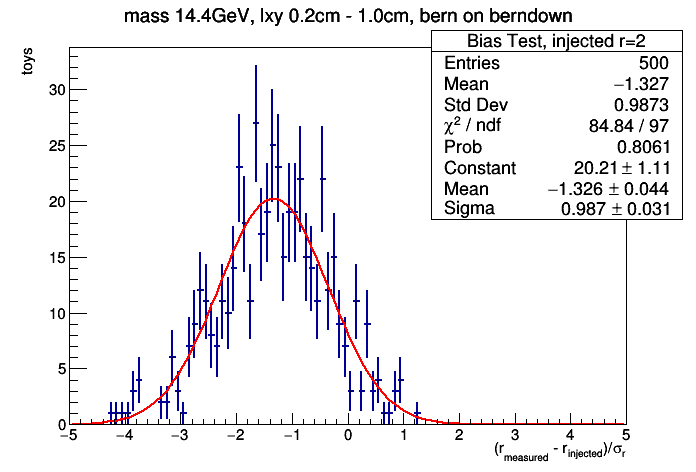 mass 14.4GeV, lxy 0.2cm - 1.0cm, bern on berndown
Bias Test, injected r=2
Entries 500
Mean −1.327
Std Dev 0.9873
χ² / ndf 84.84 / 97
Prob 0.8061
Constant 20.21 ± 1.11
Mean −1.326 ± 0.044
Sigma 0.987 ± 0.031
toys
30
25
20
15
10
5
0
−5 −4 −3 −2 −1 0 1 2 3 4 5
(r_measured - r_injected)/σ_r